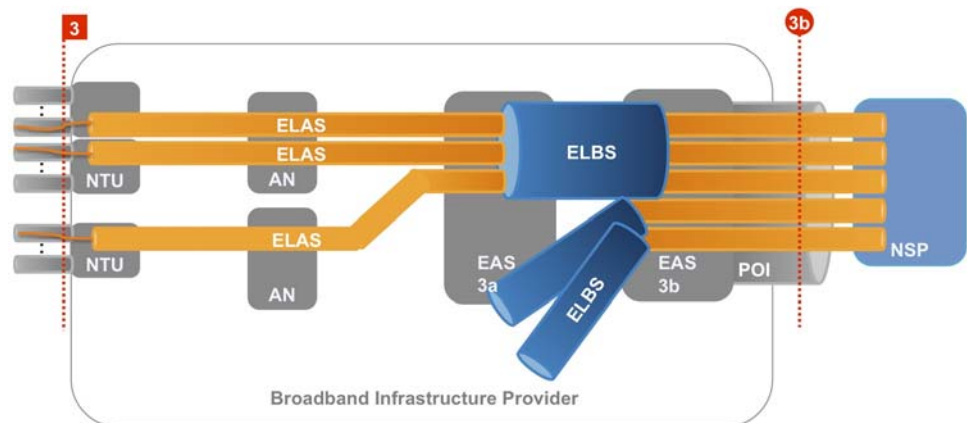 3
3b
ELAS
ELAS
ELBS
NTU
AN
ELAS
NTU
AN
EAS
3a
ELBS
EAS
3b
POI
NSP
Broadband Infrastructure Provider